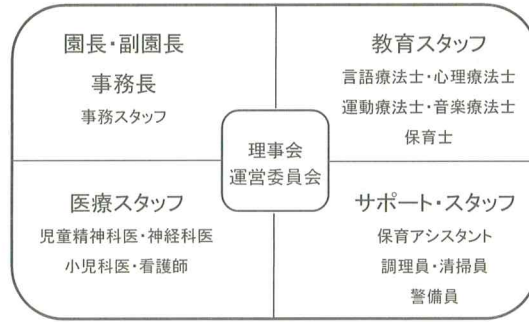 園長・副園長
事務長
事務スタッフ
教育スタッフ
言語療法士・心理療法士
運動療法士・音楽療法士
保育士
理事会
運営委員会
医療スタッフ
児童精神科医・神経科医
小児科医・看護師
サポート・スタッフ
保育アシスタント
調理員・清掃員
警備員